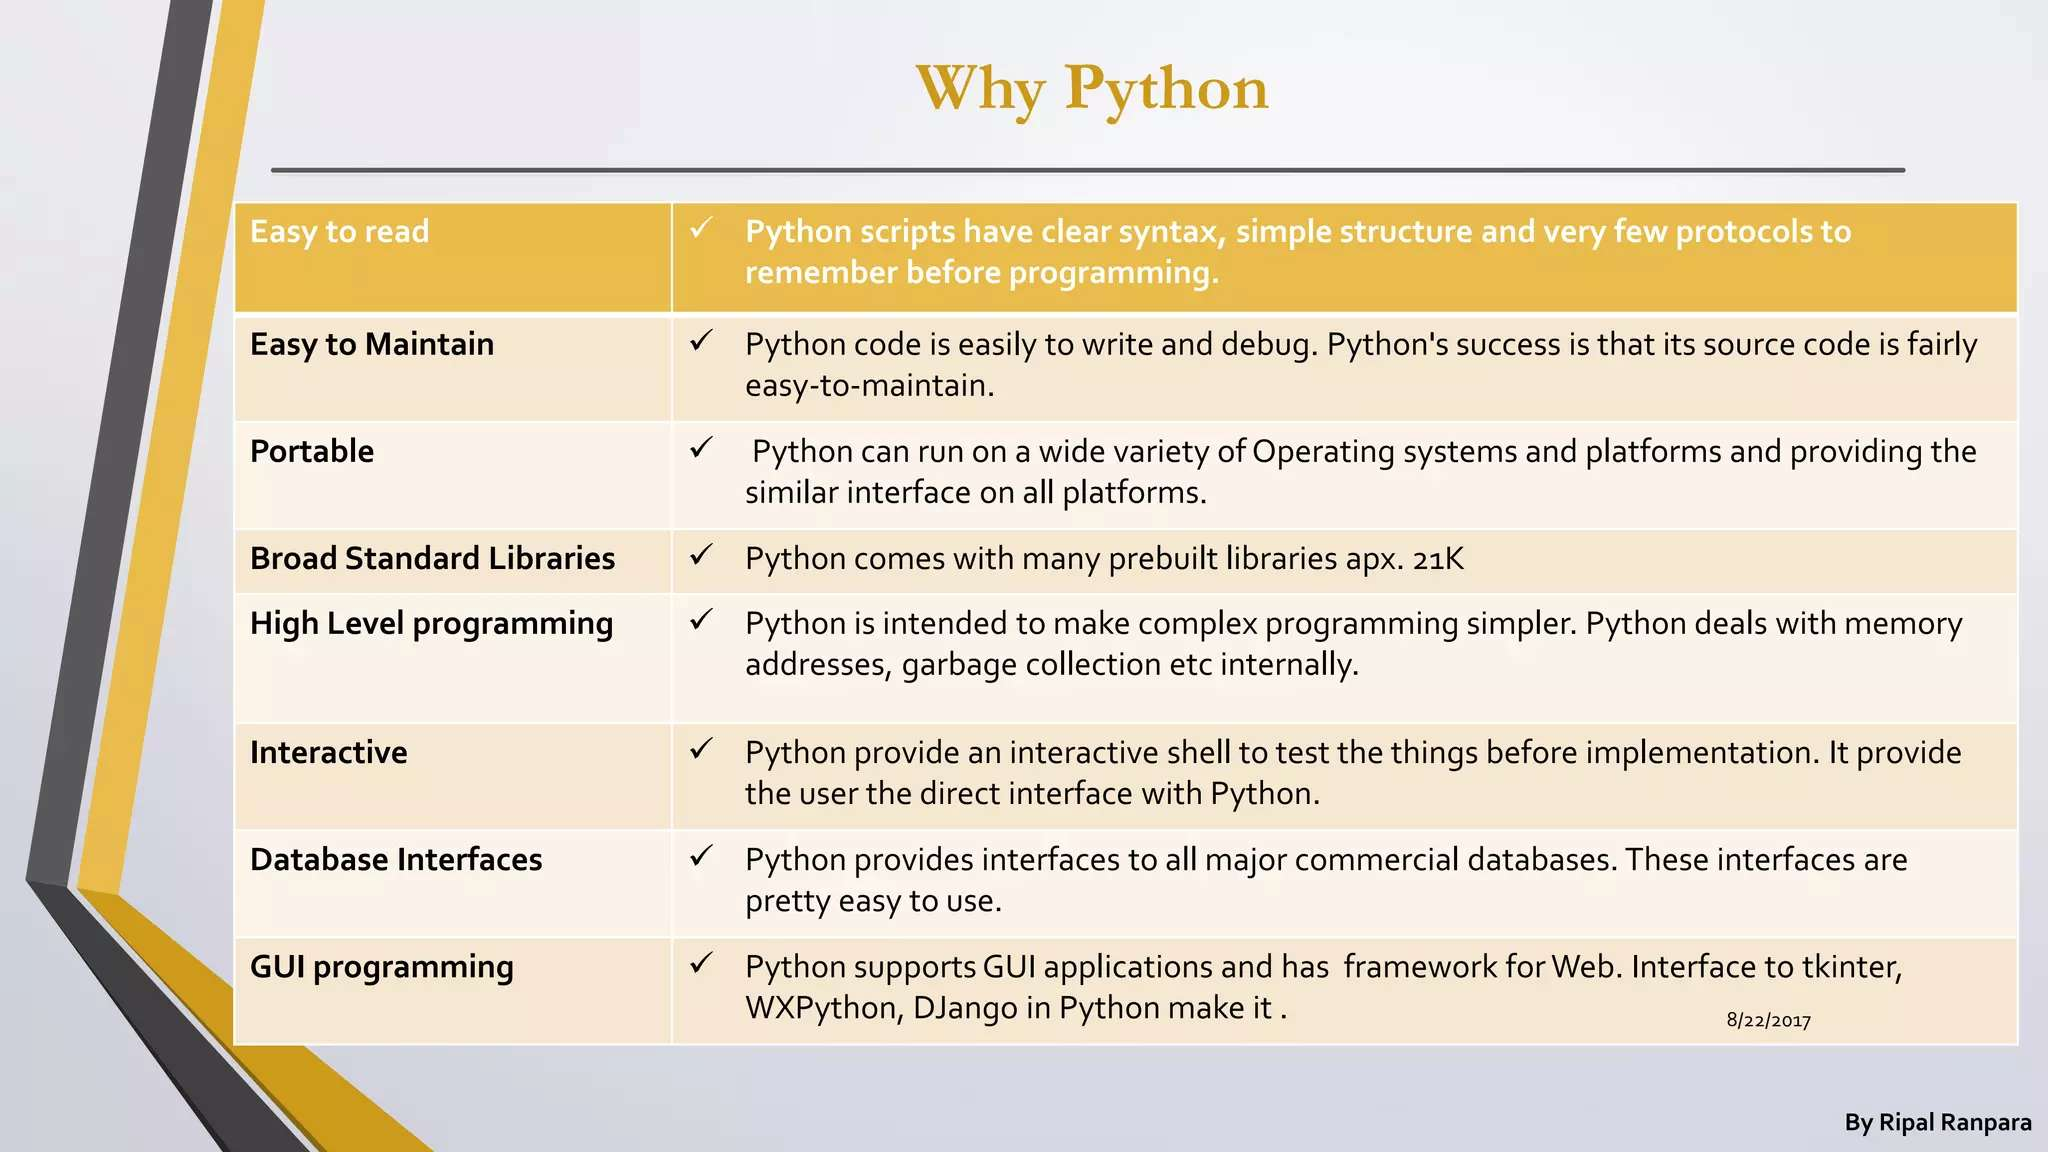 Why Python
Easy to read
✓ Python scripts have clear syntax, simple structure and very few protocols to
remember before programming.
Easy to Maintain
✓ Python code is easily to write and debug. Python's success is that its source code is fairly
easy-to-maintain.
Portable
✓ Python can run on a wide variety of Operating systems and platforms and providing the
similar interface on all platforms.
Broad Standard Libraries
✓ Python comes with many prebuilt libraries apx. 21K
High Level programming
✓ Python is intended to make complex programming simpler. Python deals with memory
addresses, garbage collection etc internally.
Interactive
✓ Python provide an interactive shell to test the things before implementation. It provide
the user the direct interface with Python.
Database Interfaces
✓ Python provides interfaces to all major commercial databases. These interfaces are
pretty easy to use.
GUI programming
✓ Python supports GUI applications and has framework for Web. Interface to tkinter,
WXPython, DJango in Python make it .
8/22/2017
By Ripal Ranpara